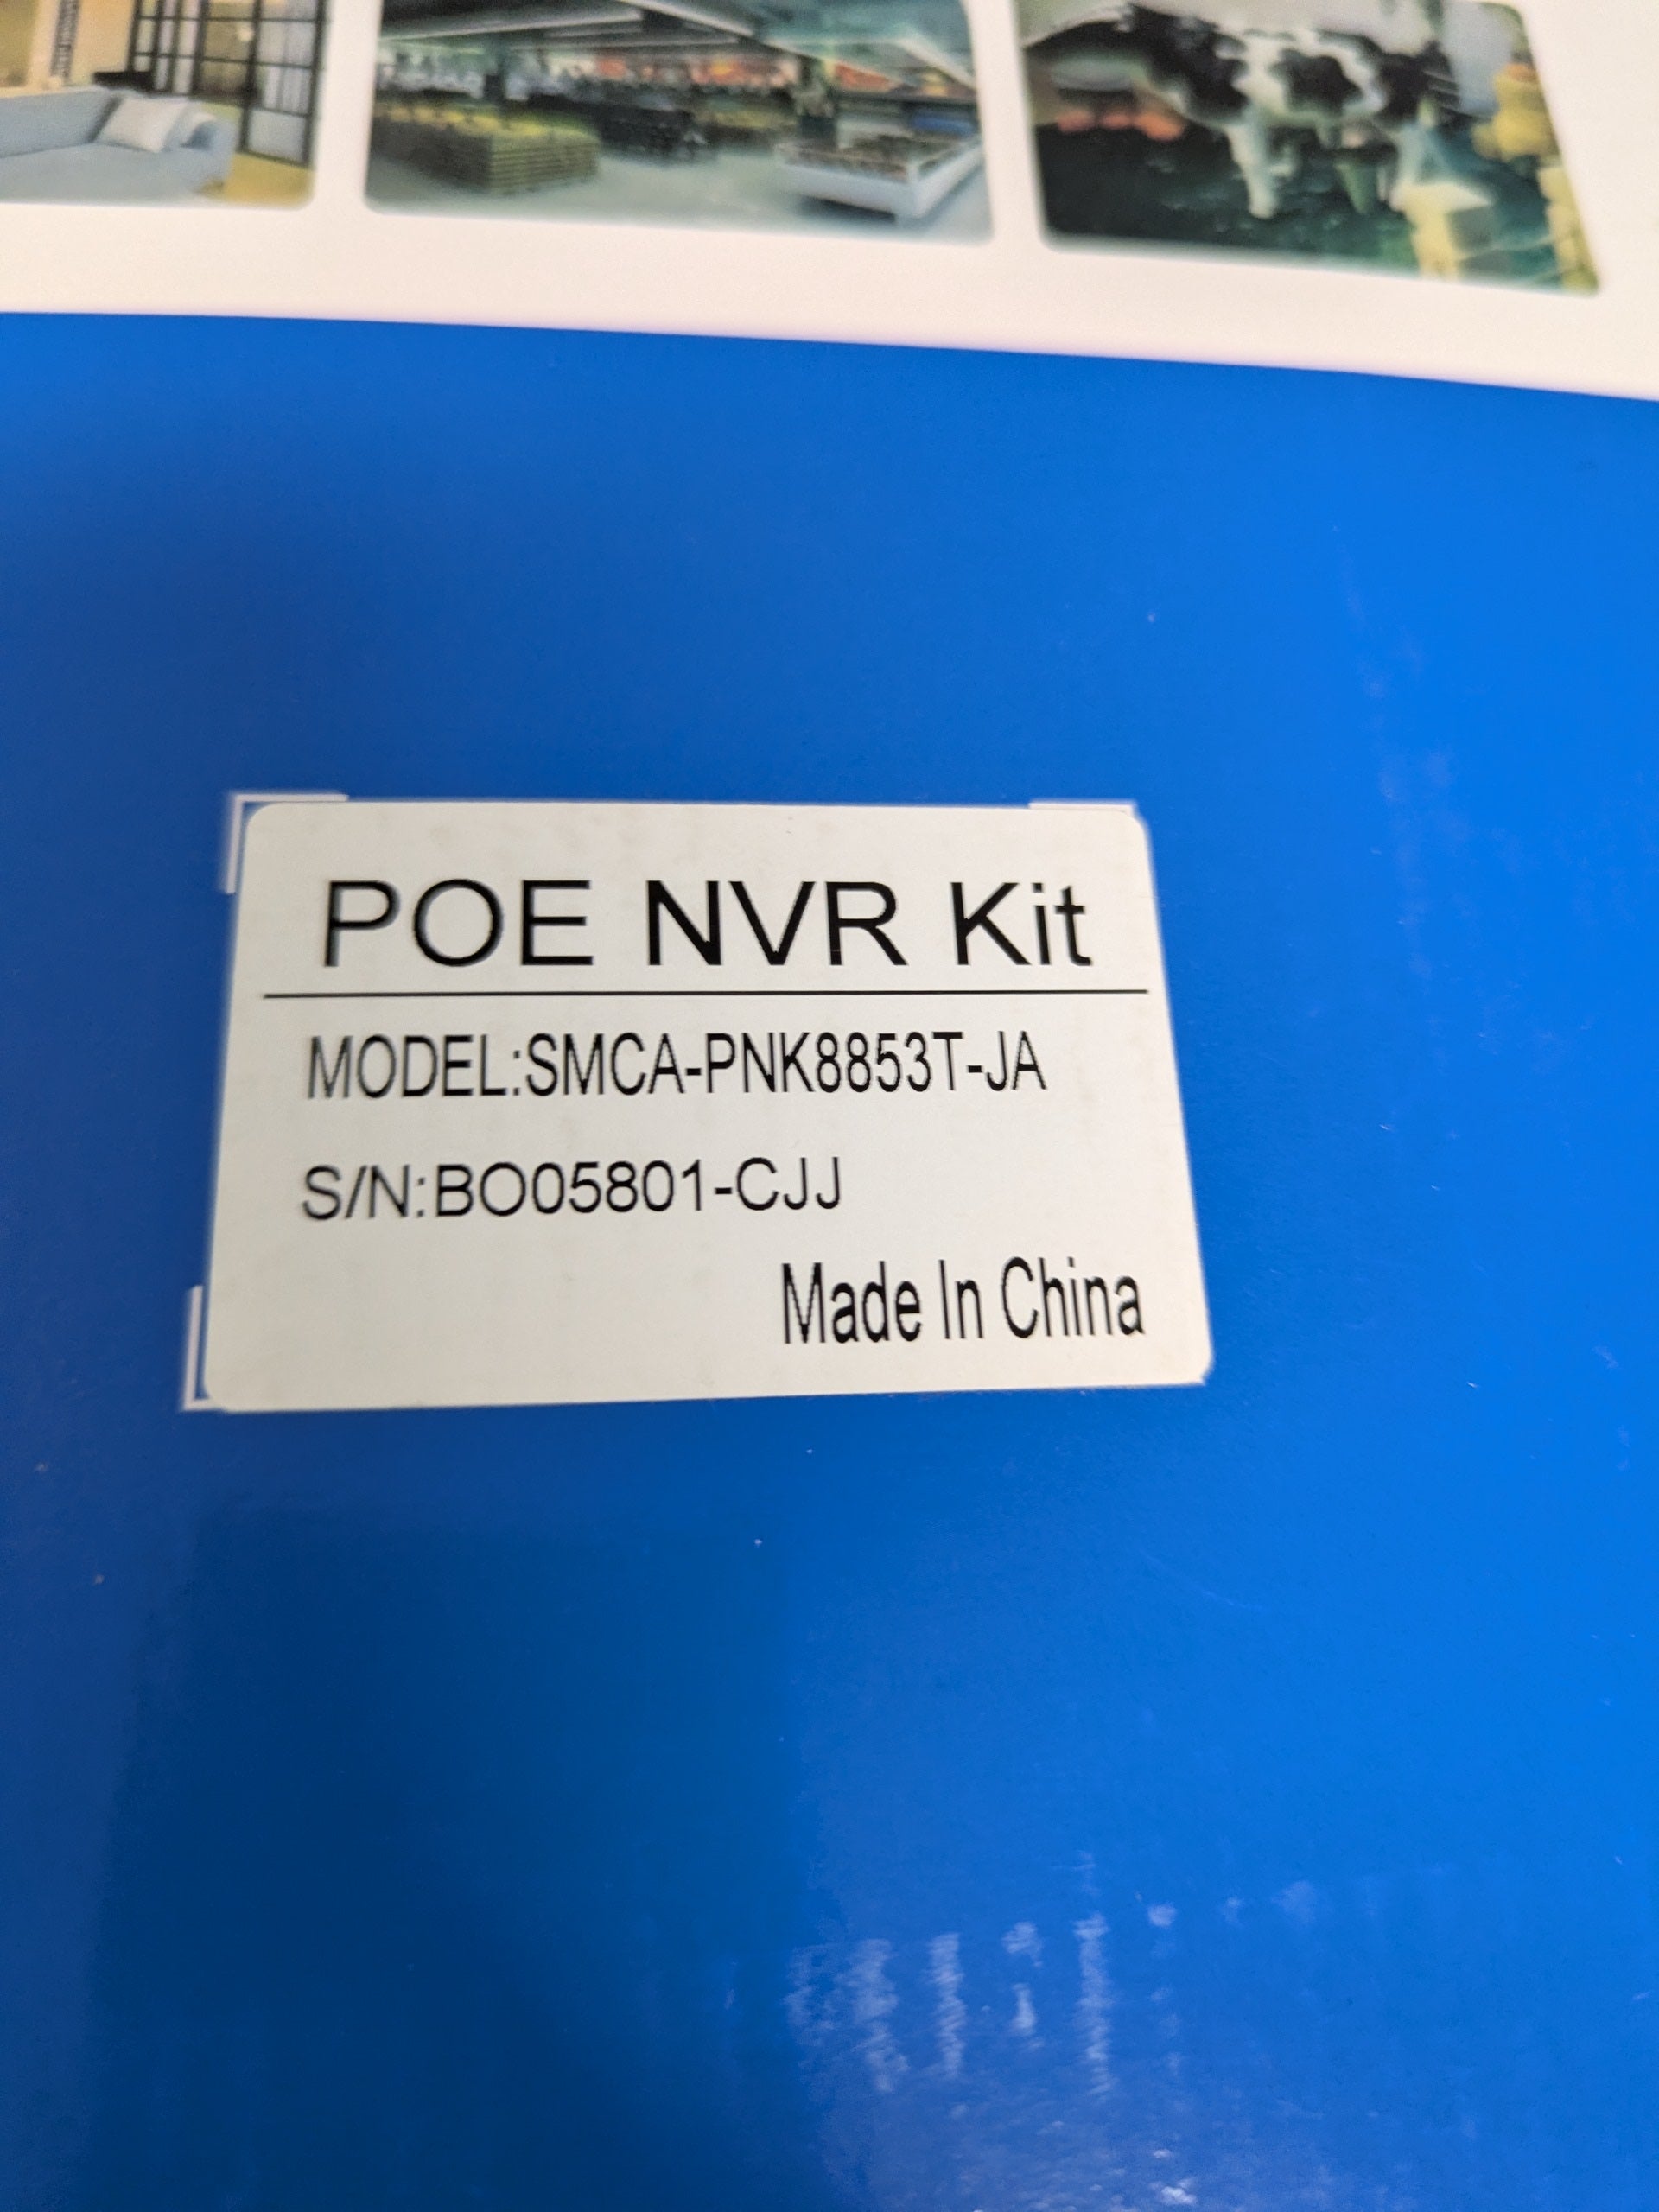 POE NVR Kit
MODEL:SMCA-PNK8853T-JA
S/N:BO05801-CJJ
Made In China